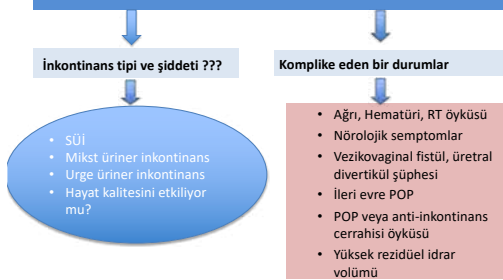 İnkontinans tipi ve şiddeti ???
Komplike eden bir durumlar
• SÜİ
• Mikst üriner inkontinans
• Urge üriner inkontinans
• Hayat kalitesini etkiliyor
mu?
• Ağrı, Hematüri, RT öyküsü
• Nörolojik semptomlar
• Vezikovaginal fistül, üretral
divertikül şüphesi
• İleri evre POP
• POP veya anti-inkontinans
cerrahisi öyküsü
• Yüksek rezidüel idrar
volümü